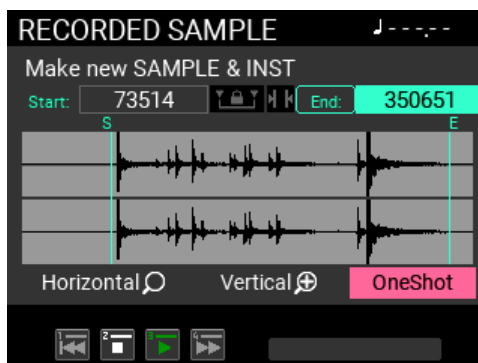 RECORDED SAMPLE ♩---.--
Make new SAMPLE & INST
Start: 73514 End: 350651
S E
Horizontal Vertical OneShot
1 2 3 4